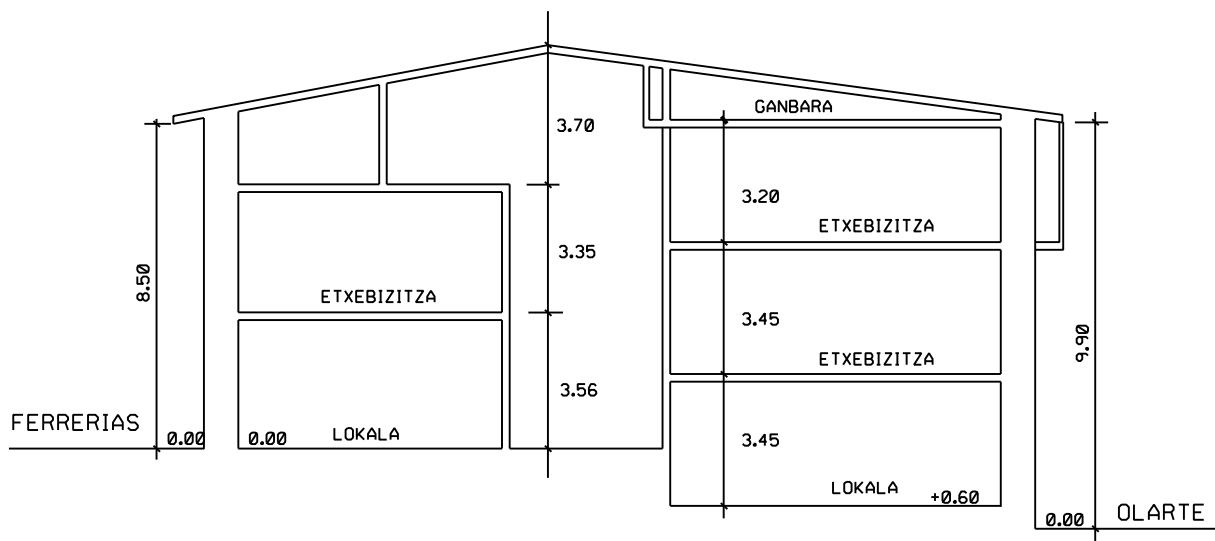 GANBARA
3.70
3.20
ETXEBIZITZA
3.35
8.50
ETXEBIZITZA
3.45
9.90
ETXEBIZITZA
3.56
FERRERIAS
0.00
0.00
LOKALA
3.45
LOKALA
+0.60
0.00
OLARTE